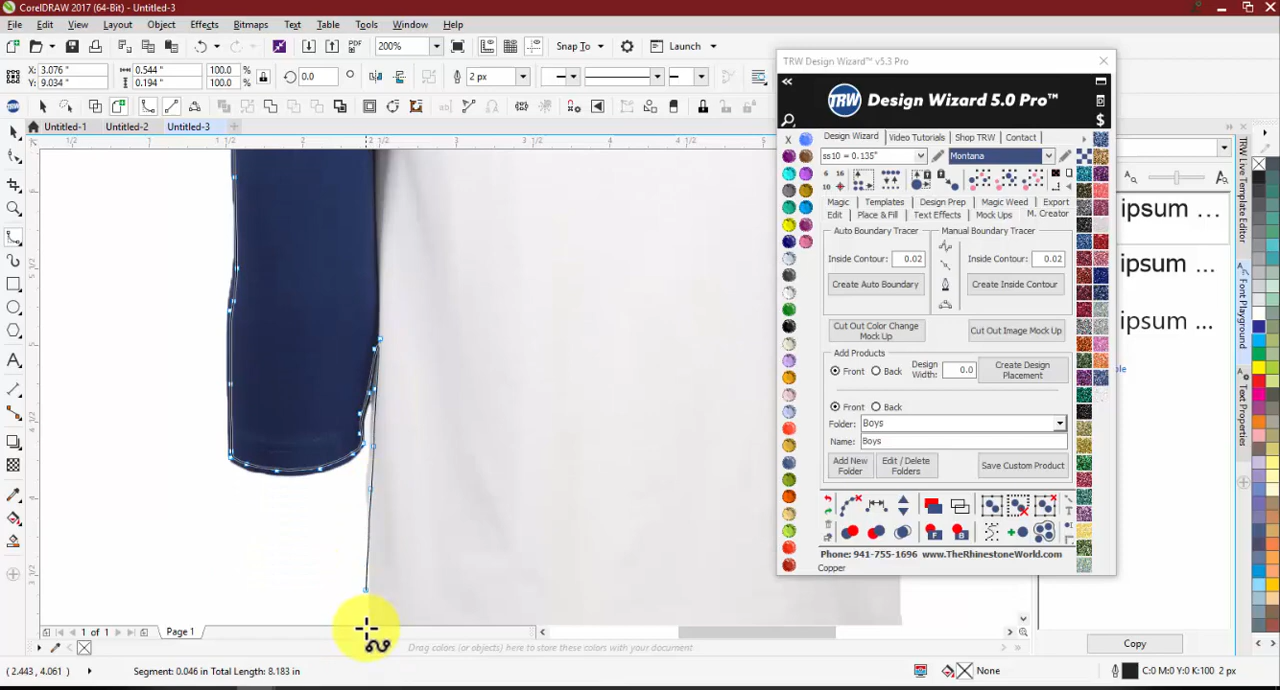 CorelDRAW 2017 (64-Bit) - Untitled-3
File Edit View Layout Object Effects Bitmaps Text Table Tools Window Help
200% Snap To Launch
X: 3.076 " 0.544 " 100.0 % 0.0 2 px
Y: 9.034 " 0.194 " 100.0 %
Untitled-1 Untitled-2 Untitled-3
TRW Design Wizard™ v5.3 Pro
TRW Design Wizard 5.0 Pro™
Design Wizard Video Tutorials Shop TRW Contact
ss10 = 0.135" Montana
Magic Templates Design Prep Magic Weed Export
Edit Place & Fill Text Effects Mock Ups M. Creator
Auto Boundary Tracer Manual Boundary Tracer
Inside Contour: 0.02 Inside Contour: 0.02
Create Auto Boundary Create Inside Contour
Cut Out Color Change Mock Up Cut Out Image Mock Up
Add Products
Front Back Design Width: 0.0 Create Design Placement
Front Back
Folder: Boys
Name: Boys
Add New Folder Edit / Delete Folders Save Custom Product
Phone: 941-755-1696 www.TheRhinestoneWorld.com
Copper
ipsum ...
ipsum ...
ipsum ...
TRW Live Template Editor
Font Playground
Text Properties
Copy
1 of 1 Page 1
Drag colors (or objects) here to store these colors with your document
(2.443, 4.061) Segment: 0.046 in Total Length: 8.183 in None C:0 M:0 Y:0 K:100 2 px